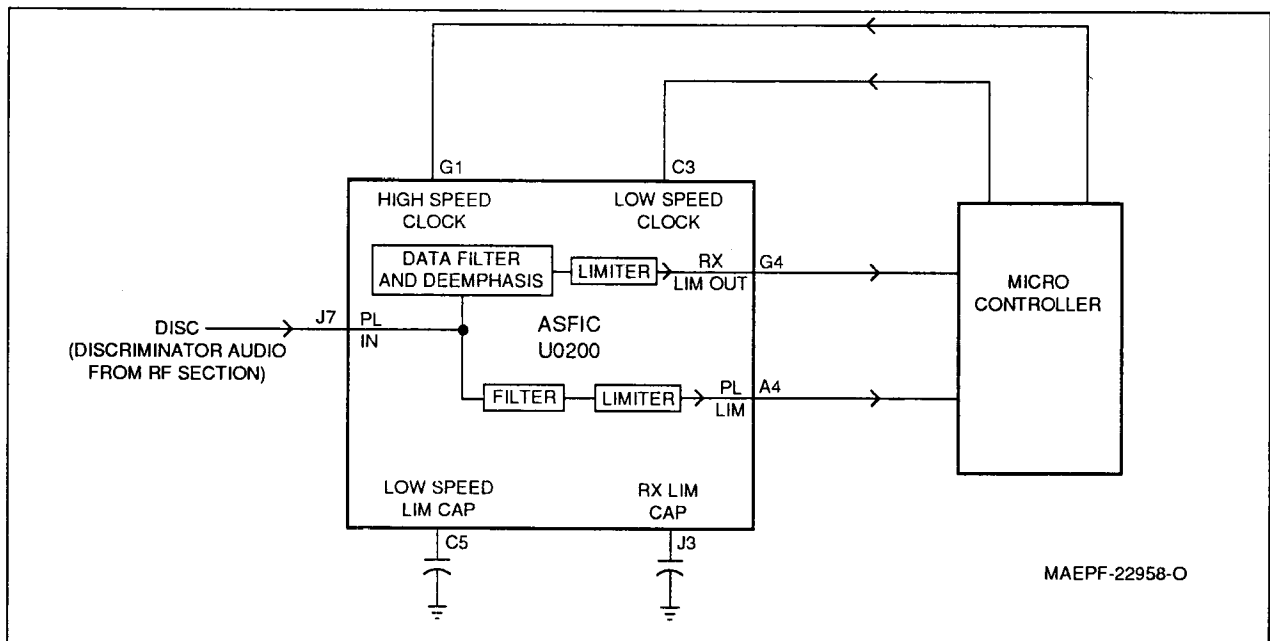 G1
C3
HIGH SPEED
CLOCK
LOW SPEED
CLOCK
DATA FILTER
AND DEEMPHASIS
LIMITER
RX
LIM OUT
G4
MICRO
CONTROLLER
DISC
(DISCRIMINATOR AUDIO
FROM RF SECTION)
J7
PL
IN
ASFIC
U0200
FILTER
LIMITER
PL
LIM
A4
LOW SPEED
LIM CAP
RX LIM
CAP
C5
J3
MAEPF-22958-O